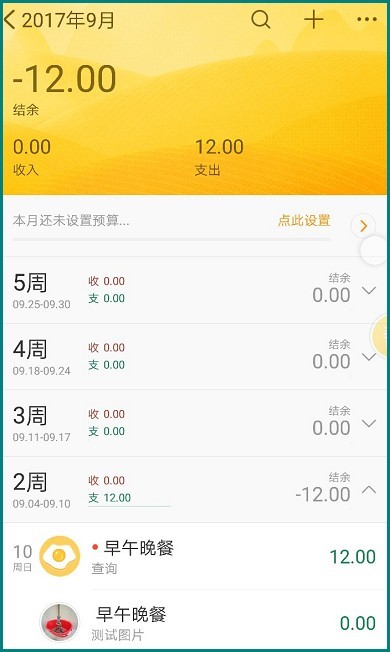 2017年9月
-12.00
结余
0.00 12.00
收入 支出
本月还未设置预算... 点此设置
5周 收 0.00 结余
09.25-09.30 支 0.00 0.00
4周 收 0.00 结余
09.18-09.24 支 0.00 0.00
3周 收 0.00 结余
09.11-09.17 支 0.00 0.00
2周 收 0.00 结余
09.04-09.10 支 12.00 -12.00
10 早午晚餐 12.00
周日 查询
早午晚餐 0.00
测试图片